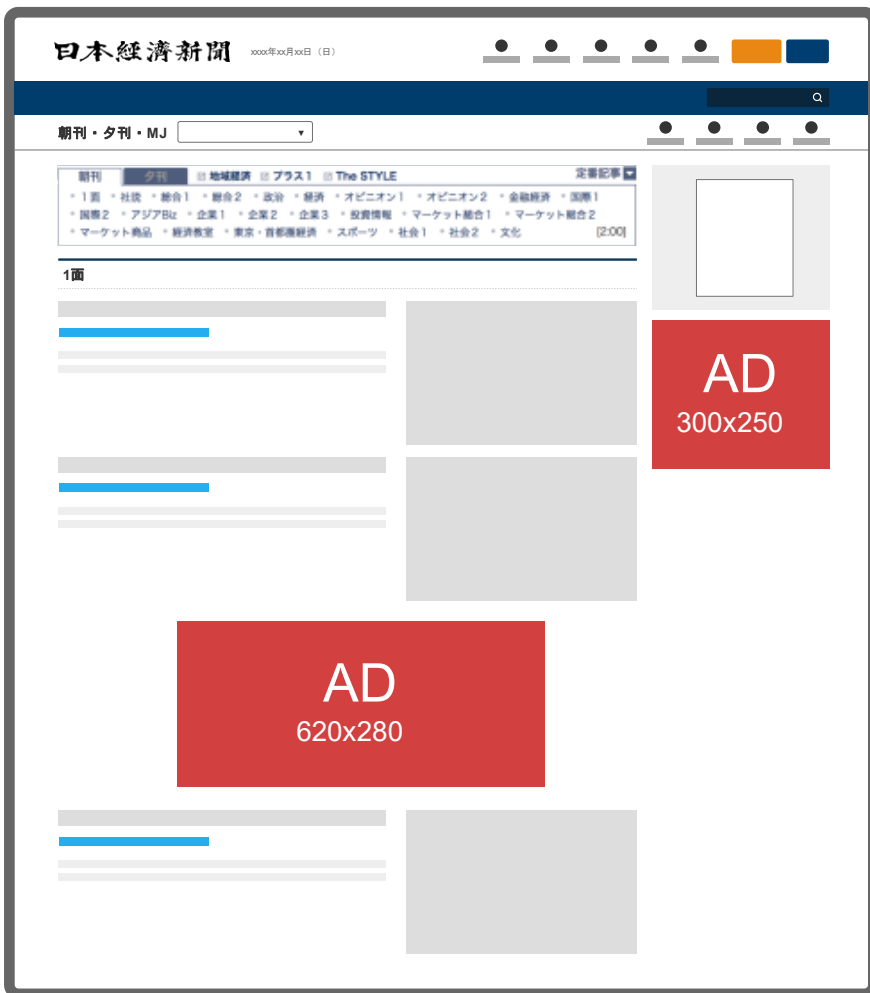 日本経済新聞 xxxx年xx月xx日（日）
朝刊・夕刊・MJ ▼
朝刊 夕刊 地域経済 プラス1 The STYLE 定番記事
1面 社説 総合1 総合2 政治 経済 オピニオン1 オピニオン2 金融経済 国際1
国際2 アジアBiz 企業1 企業2 企業3 投資情報 マーケット総合1 マーケット総合2
マーケット商品 経済教室 東京・首都圏経済 スポーツ 社会1 社会2 文化 [2:00]
1面
AD
300x250
AD
620x280